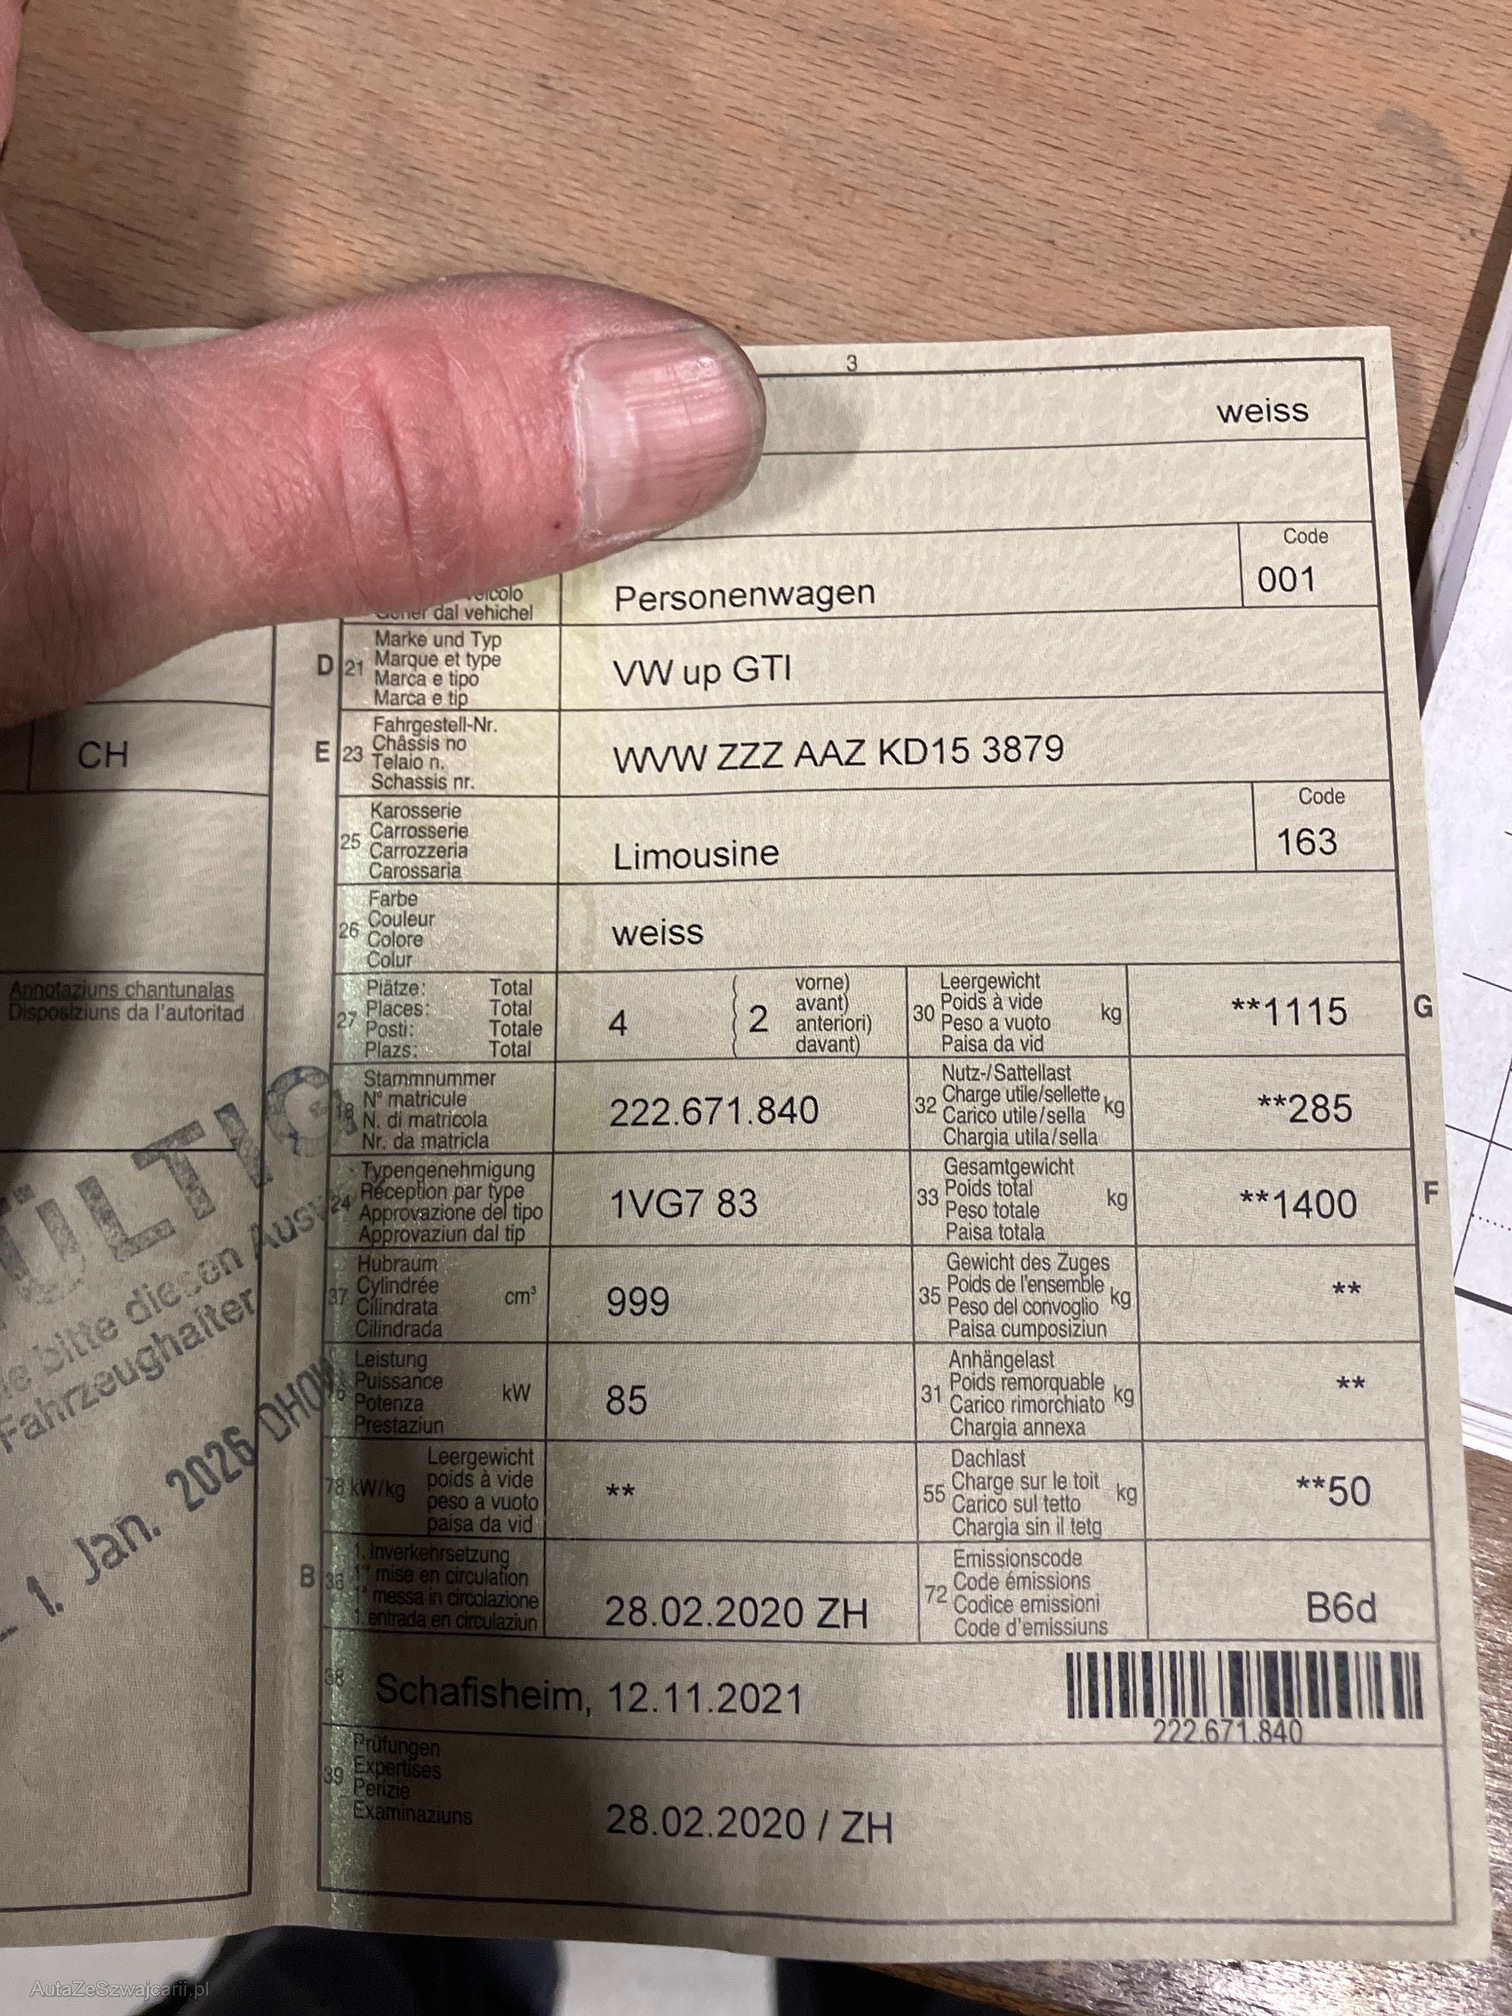 3
weiss
Code
Personenwagen 001
dal vehichel
D 21 Marke und Typ
Marque et type
Marca e tipo
Marca e tip
VW up GTI
E 23 Fahrgestell-Nr.
Châssis no
Telaio n.
Schassis nr.
WVW ZZZ AAZ KD15 3879
CH
25 Karosserie
Carrosserie
Carrozzeria
Carossaria
Limousine
Code
163
26 Farbe
Couleur
Colore
Colur
weiss
Annotaziuns chantunalas
Disposiziuns da l'autoritad
27 Plätze: Total
Places: Total
Posti: Totale
Plazs: Total
4 ( 2 vorne)
avant)
anteriori)
davant)
30 Leergewicht
Poids à vide
Peso a vuoto
Paisa da vid
kg **1115 G
18 Stammnummer
N° matricule
N. di matricola
Nr. da matricla
222.671.840
32 Nutz-/Sattellast
Charge utile/sellette
Carico utile/sella
Chargia utila/sella
kg **285
24 Typengenehmigung
Réception par type
Approvazione del tipo
Approvaziun dal tip
1VG7 83
33 Gesamtgewicht
Poids total
Peso totale
Paisa totala
kg **1400 F
37 Hubraum
Cylindrée
Cilindrata
Cilindrada
cm³ 999
35 Gewicht des Zuges
Poids de l'ensemble
Peso del convoglio
Paisa cumposiziun
kg **
Leistung
Puissance
Potenza
Prestaziun
kW 85
31 Anhängelast
Poids remorquable
Carico rimorchiato
Chargia annexa
kg **
78 kW/kg Leergewicht
poids à vide
peso a vuoto
paisa da vid
**
55 Dachlast
Charge sur le toit
Carico sul tetto
Chargia sin il tetg
kg **50
B 36 1. Inverkehrsetzung
1re mise en circulation
1a messa in circolazione
1. entrada en circulaziun
28.02.2020 ZH
72 Emissionscode
Code émissions
Codice emissioni
Code d'emissiuns
B6d
38 Schafisheim, 12.11.2021
222.671.840
39 Prüfungen
Expertises
Perizie
Examinaziuns
28.02.2020 / ZH
ÜLTIG
bitte diesen Ausw
Fahrzeughalter
1. Jan. 2026 DHOW
AutaZeSzwajcarii.pl